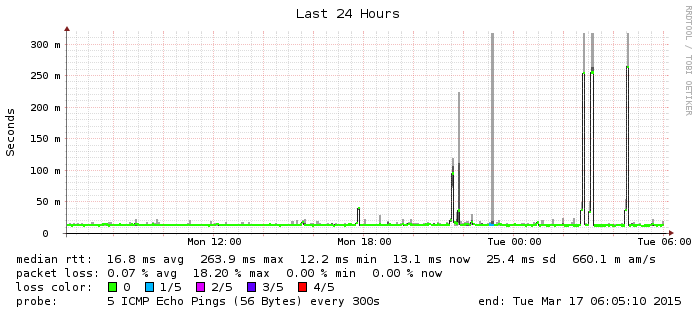 Last 24 Hours
RRDTOOL / TOBI OETIKER
Seconds
300 m
250 m
200 m
150 m
100 m
50 m
0
Mon 12:00 Mon 18:00 Tue 00:00 Tue 06:00
median rtt: 16.8 ms avg 263.9 ms max 12.2 ms min 13.1 ms now 25.4 ms sd 660.1 m am/s
packet loss: 0.07 % avg 18.20 % max 0.00 % min 0.00 % now
loss color: 0 1/5 2/5 3/5 4/5
probe: 5 ICMP Echo Pings (56 Bytes) every 300s end: Tue Mar 17 06:05:10 2015